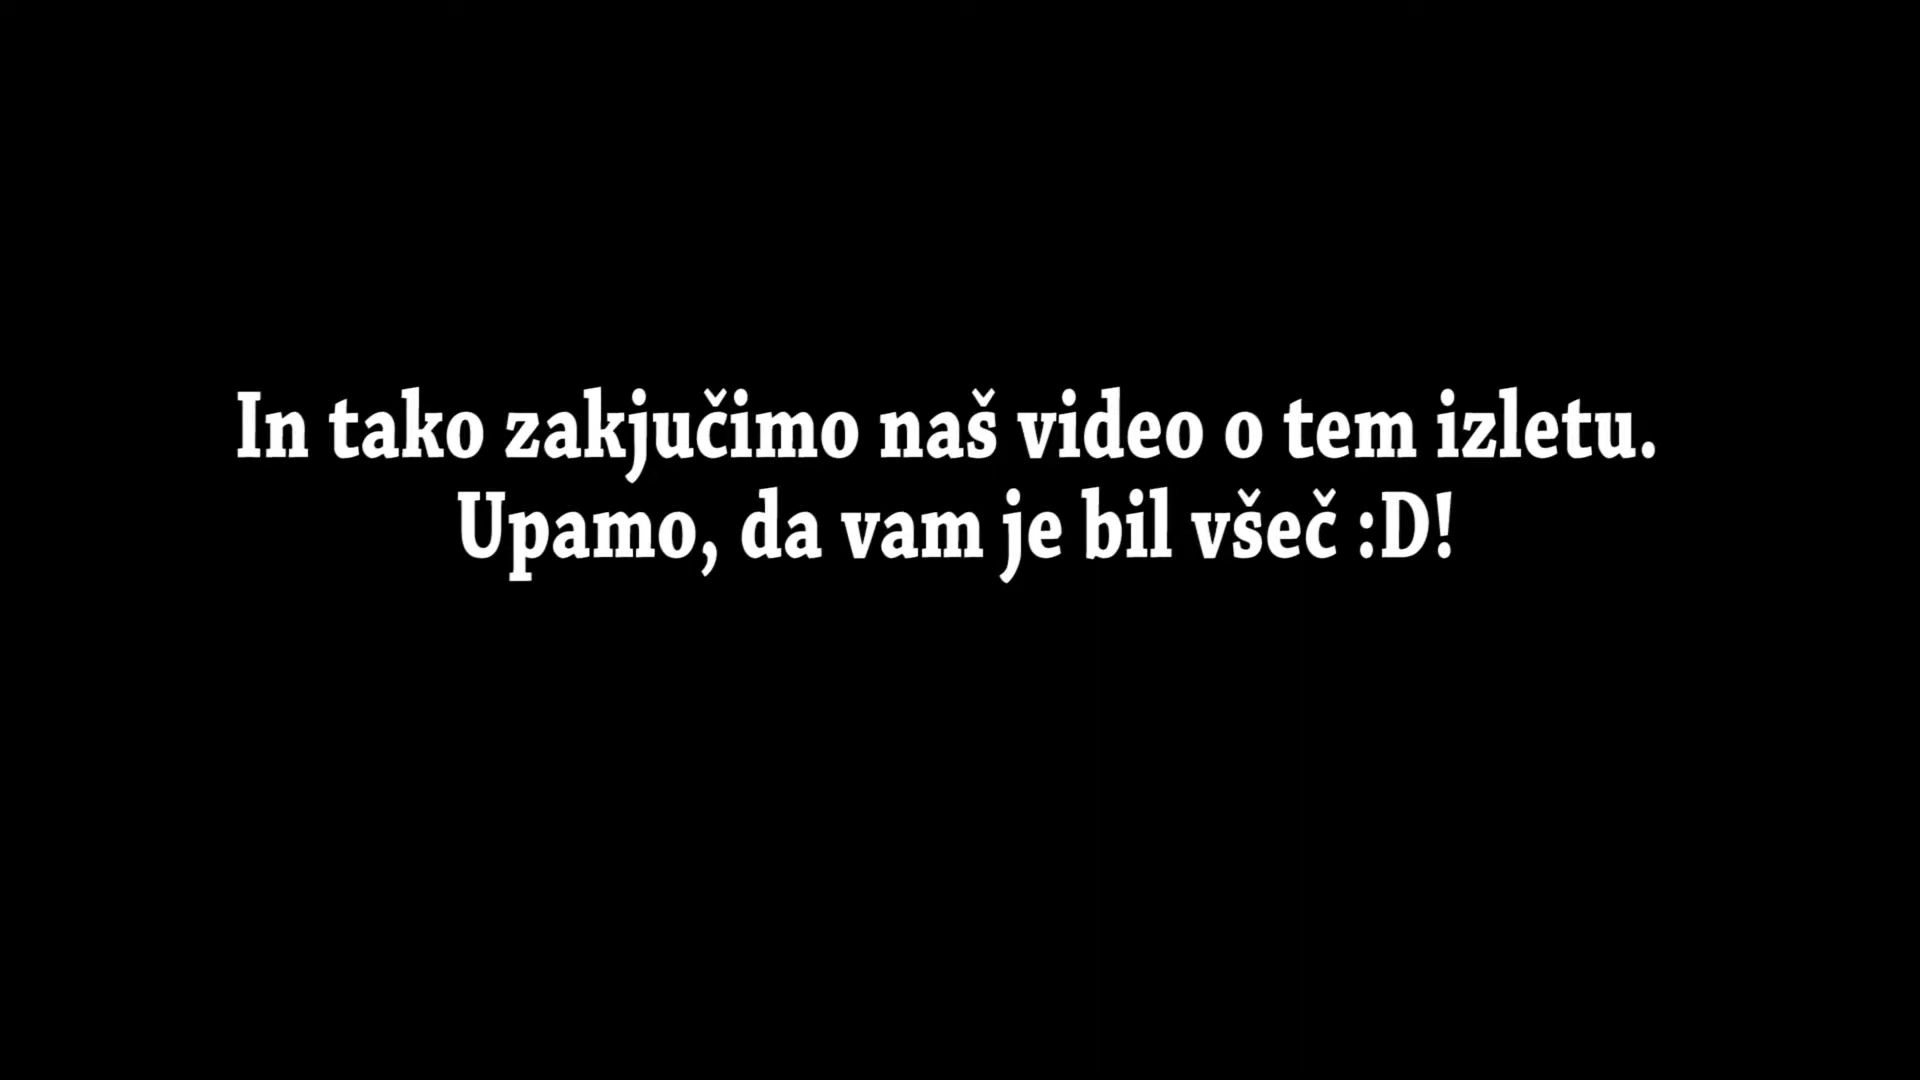 In tako zakjučimo naš video o tem izletu.
Upamo, da vam je bil všeč :D!